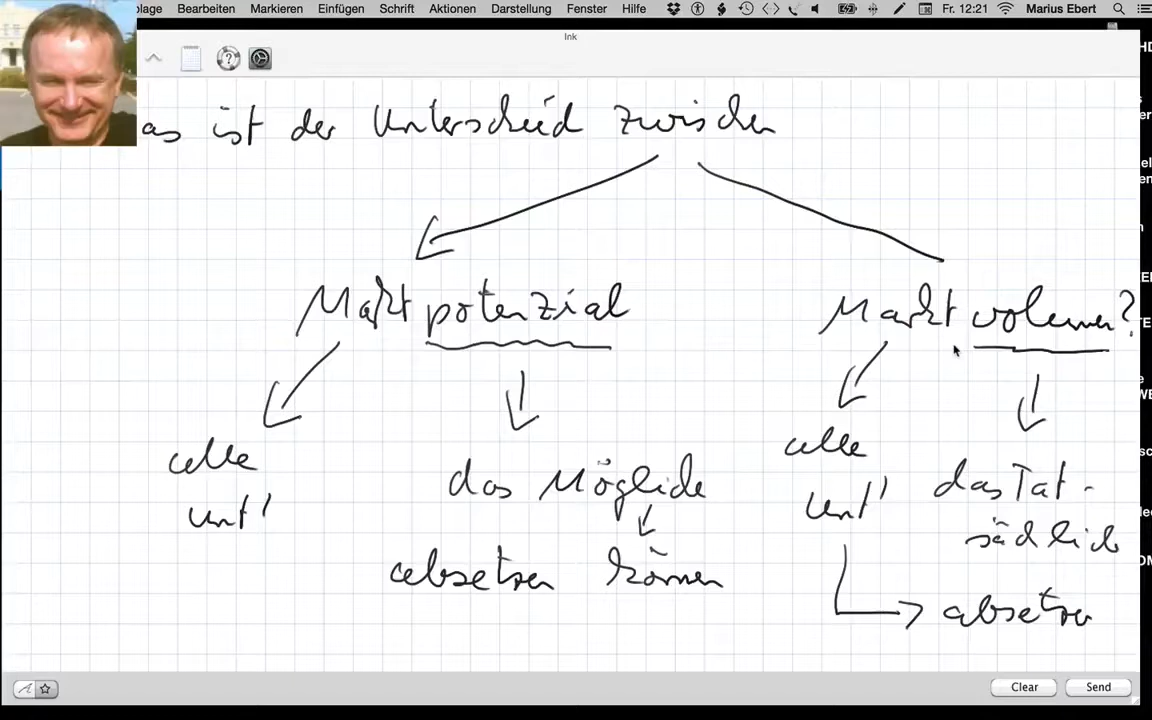 lage Bearbeiten Markieren Einfügen Schrift Aktionen Darstellung Fenster Hilfe Fr. 12:21 Marius Ebert
Ink
as ist der Unterschied zwischen
Marktpotenzial Marktvolumen?
alle das Mögliche alle das Tat-
unt' unt' sächlich
absetzen können absetzen
Clear Send